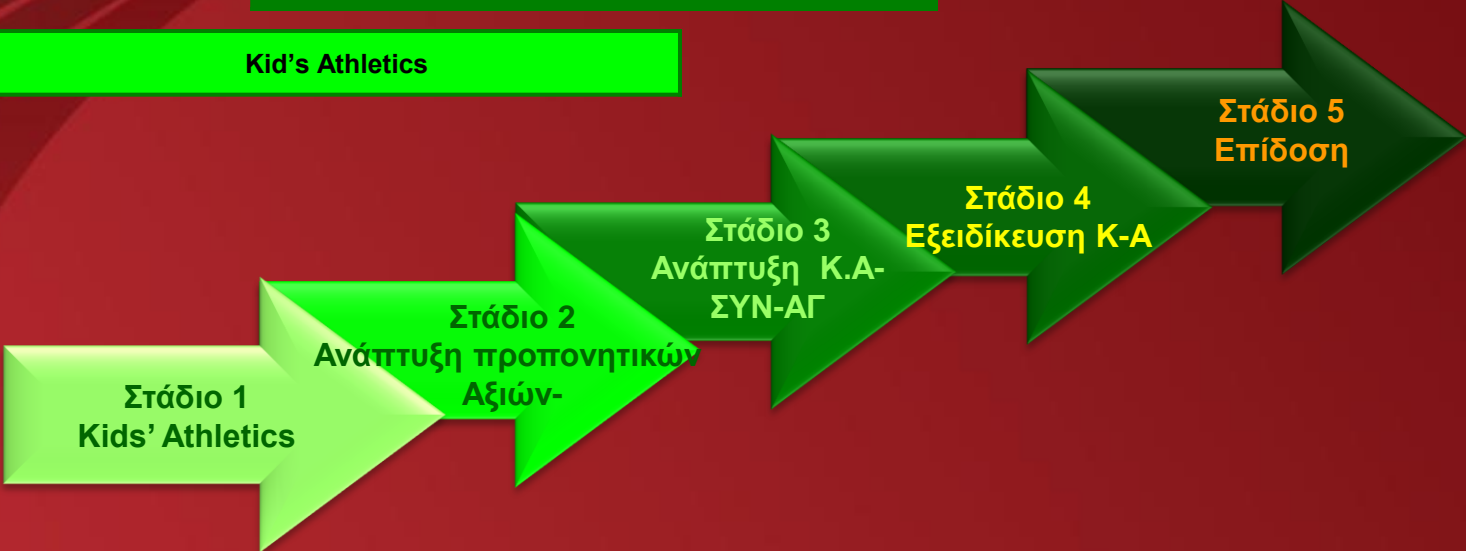 Kid’s Athletics
Στάδιο 5
Επίδοση
Στάδιο 4
Εξειδίκευση Κ-Α
Στάδιο 3
Ανάπτυξη Κ.Α-
ΣΥΝ-ΑΓ
Στάδιο 2
Ανάπτυξη προπονητικών
Αξιών-
Στάδιο 1
Kids’ Athletics